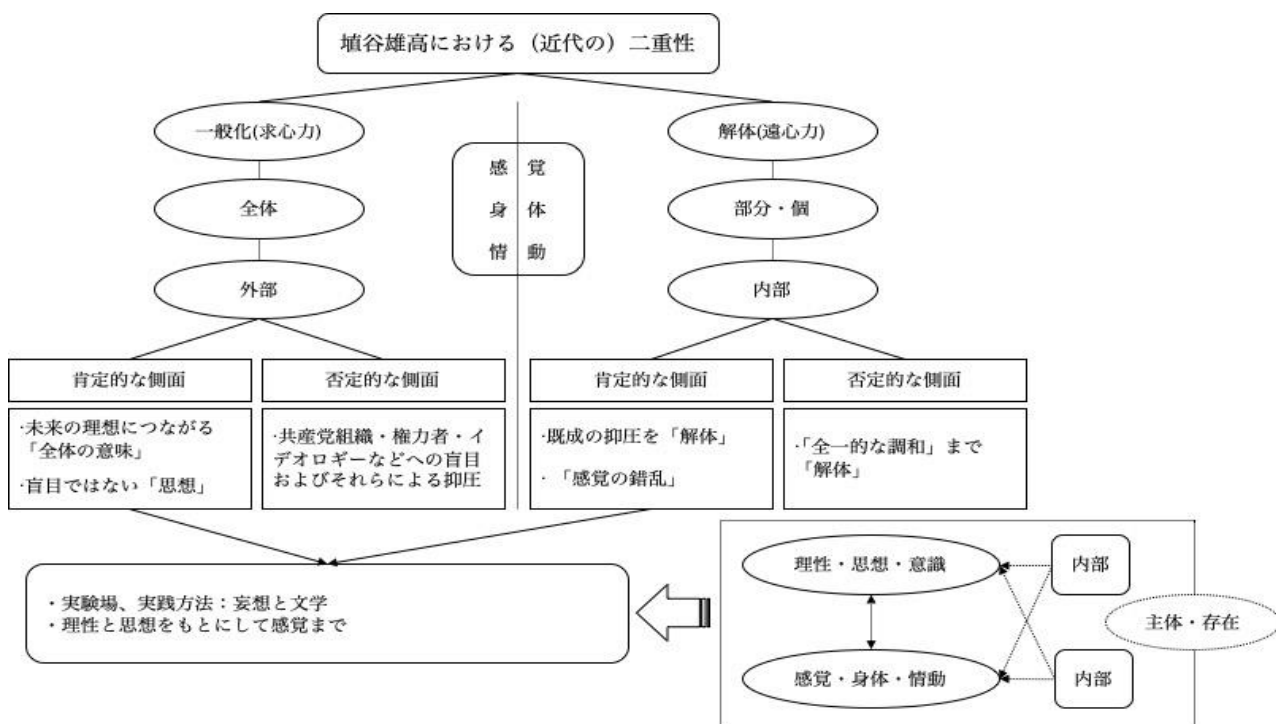 埴谷雄高における（近代の）二重性
一般化(求心力)
解体(遠心力)
感 覚
身 体
情 動
全体
部分・個
外部
内部
肯定的な側面
否定的な側面
肯定的な側面
否定的な側面
·未来の理想につながる
「全体の意味」
·盲目ではない「思想」
·共産党組織・権力者・イ
デオロギーなどへの盲目
およびそれらによる抑圧
·既成の抑圧を「解体」
·「感覚の錯乱」
·「全一的な調和」まで
「解体」
・実験場、実践方法：妄想と文学
・理性と思想をもとにして感覚まで
理性・思想・意識
内部
主体・存在
感覚・身体・情動
内部